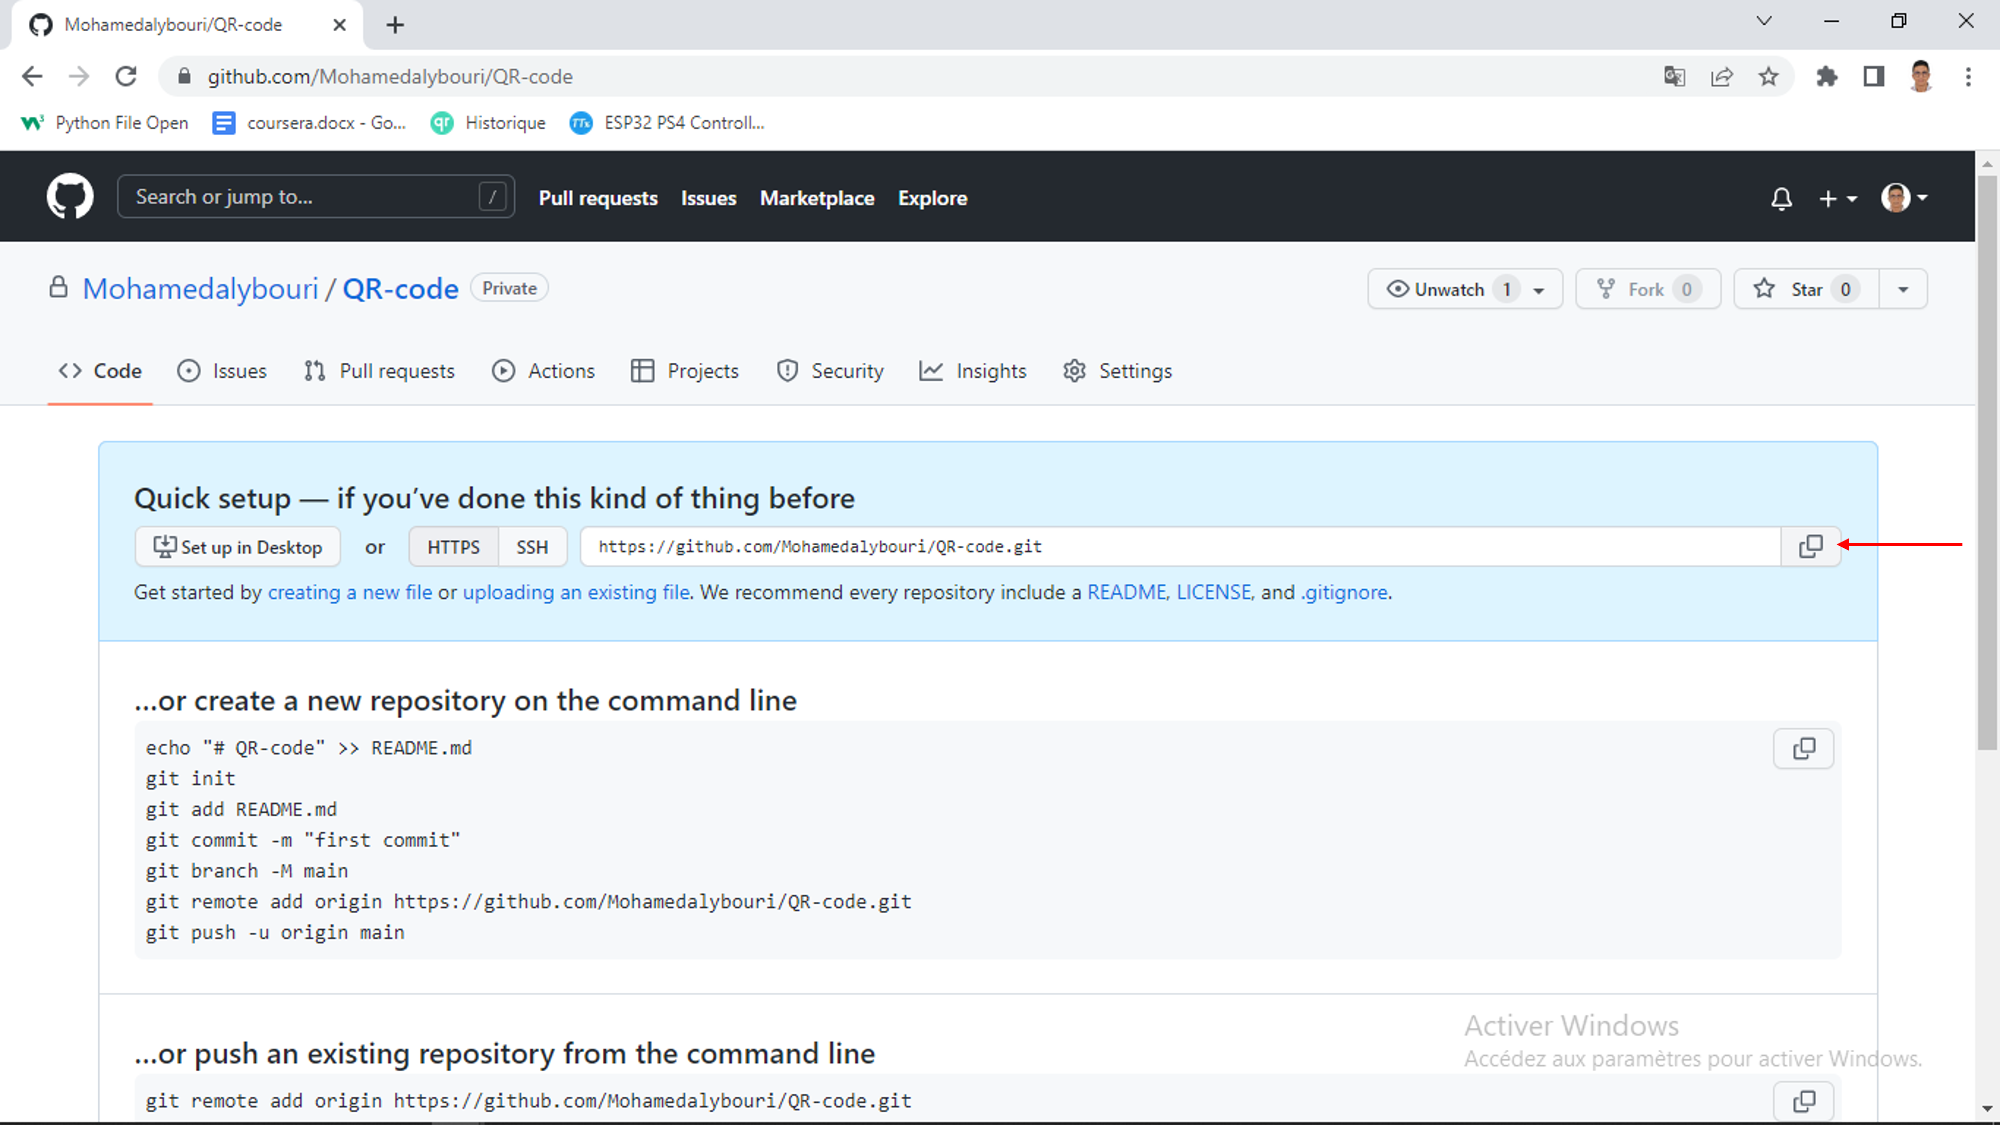 Mohamedalybouri/QR-code
github.com/Mohamedalybouri/QR-code
Python File Open
coursera.docx - Go...
Historique
ESP32 PS4 Controll...
Search or jump to...
/
Pull requests Issues Marketplace Explore
Mohamedalybouri / QR-code Private
Unwatch 1
Fork 0
Star 0
Code
Issues
Pull requests
Actions
Projects
Security
Insights
Settings
Quick setup — if you’ve done this kind of thing before
Set up in Desktop or HTTPS SSH https://github.com/Mohamedalybouri/QR-code.git
Get started by creating a new file or uploading an existing file. We recommend every repository include a README, LICENSE, and .gitignore.
...or create a new repository on the command line
echo "# QR-code" >> README.md
git init
git add README.md
git commit -m "first commit"
git branch -M main
git remote add origin https://github.com/Mohamedalybouri/QR-code.git
git push -u origin main
...or push an existing repository from the command line
git remote add origin https://github.com/Mohamedalybouri/QR-code.git
Activer Windows
Accédez aux paramètres pour activer Windows.